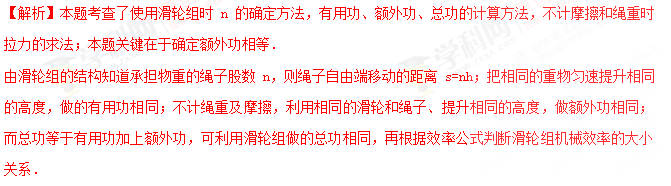 【解析】本题考查了使用滑轮组时 n 的确定方法，有用功、额外功、总功的计算方法，不计摩擦和绳重时
拉力的求法；本题关键在于确定额外功相等．
由滑轮组的结构知道承担物重的绳子股数 n，则绳子自由端移动的距离 s=nh；把相同的重物匀速提升相同
的高度，做的有用功相同；不计绳重及摩擦，利用相同的滑轮和绳子、提升相同的高度，做额外功相同；
而总功等于有用功加上额外功，可利用滑轮组做的总功相同，再根据效率公式判断滑轮组机械效率的大小
关系．